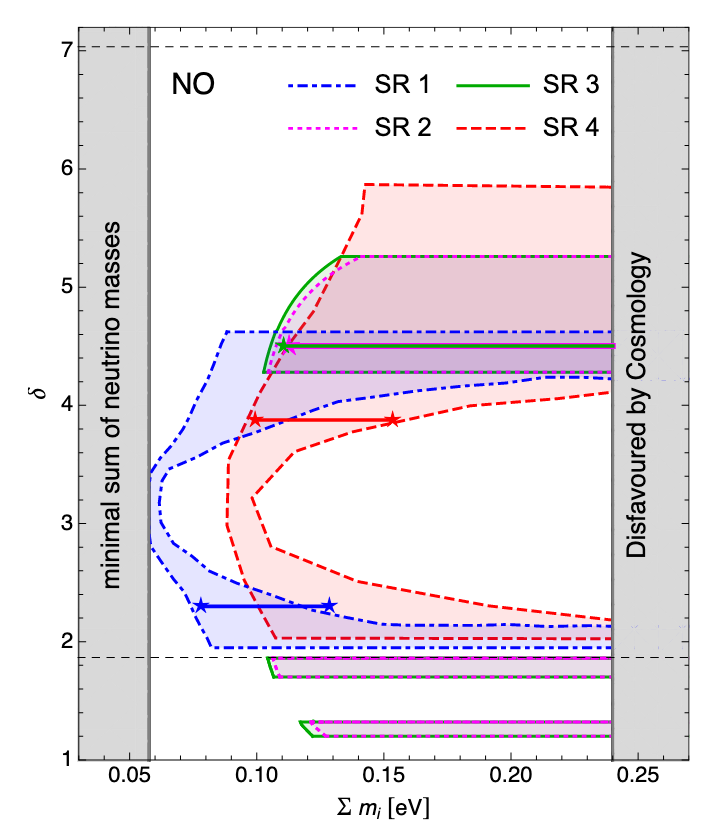 NO
SR 1
SR 3
SR 2
SR 4
7
6
5
4
3
2
1
δ
minimal sum of neutrino masses
Disfavoured by Cosmology
0.05
0.10
0.15
0.20
0.25
Σ mᵢ [eV]